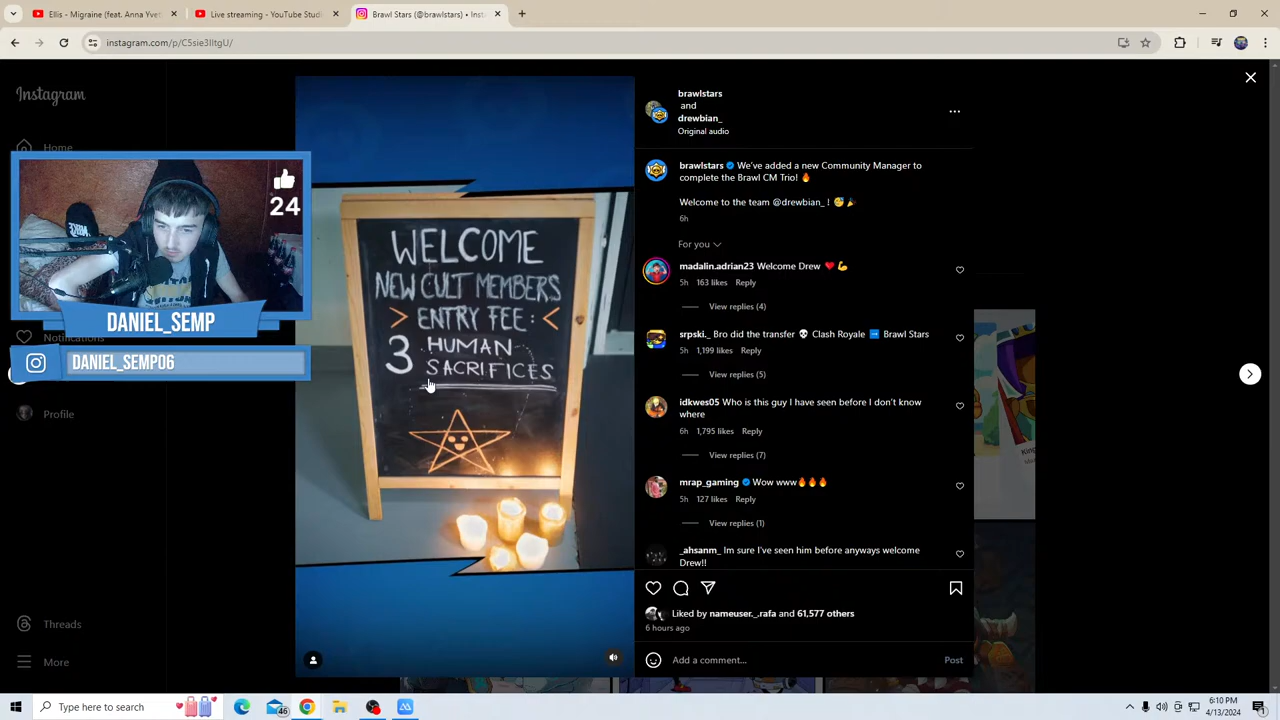 Ellis - Migraine (feat. Anna Yvet
Live streaming - YouTube Studi
Brawl Stars (@brawlstars) • Insta
instagram.com/p/C5sie3IItgU/
Instagram
Home
24
DANIEL_SEMP
Notifications
DANIEL_SEMP06
Profile
Threads
More
WELCOME
NEW CULT MEMBERS
> ENTRY FEE: <
3 HUMAN
SACRIFICES
brawlstars
and
drewbian_
Original audio
brawlstars We've added a new Community Manager to
complete the Brawl CM Trio! 🔥
Welcome to the team @drewbian_ ! 🥳🎉
6h
For you
madalin.adrian23 Welcome Drew ❤️💪
5h 163 likes Reply
View replies (4)
srpski._ Bro did the transfer 💀 Clash Royale ➡️ Brawl Stars
5h 1,199 likes Reply
View replies (5)
idkwes05 Who is this guy I have seen before I don't know
where
6h 1,795 likes Reply
View replies (7)
mrap_gaming Wow www🔥🔥🔥
5h 127 likes Reply
View replies (1)
_ahsanm_ Im sure I've seen him before anyways welcome
Drew!!
Liked by nameuser._.rafa and 61,577 others
6 hours ago
Add a comment...
Post
Type here to search
46
6:10 PM
4/13/2024